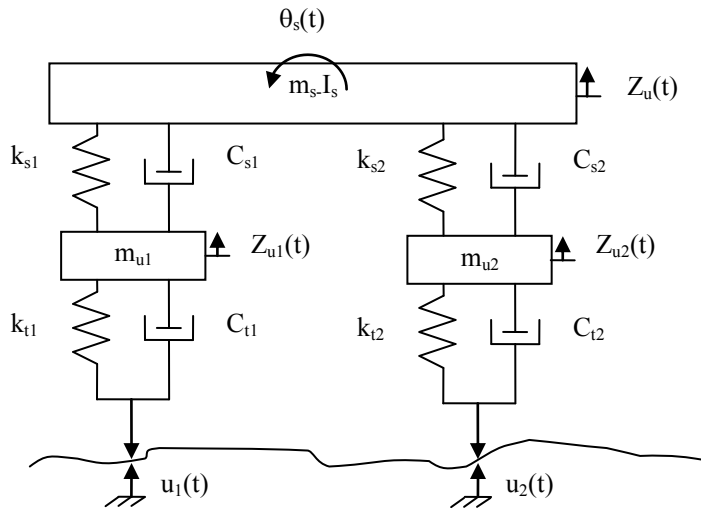 θs(t)
ms-Is
Zu(t)
ks1
Cs1
ks2
Cs2
mu1
Zu1(t)
mu2
Zu2(t)
kt1
Ct1
kt2
Ct2
u1(t)
u2(t)